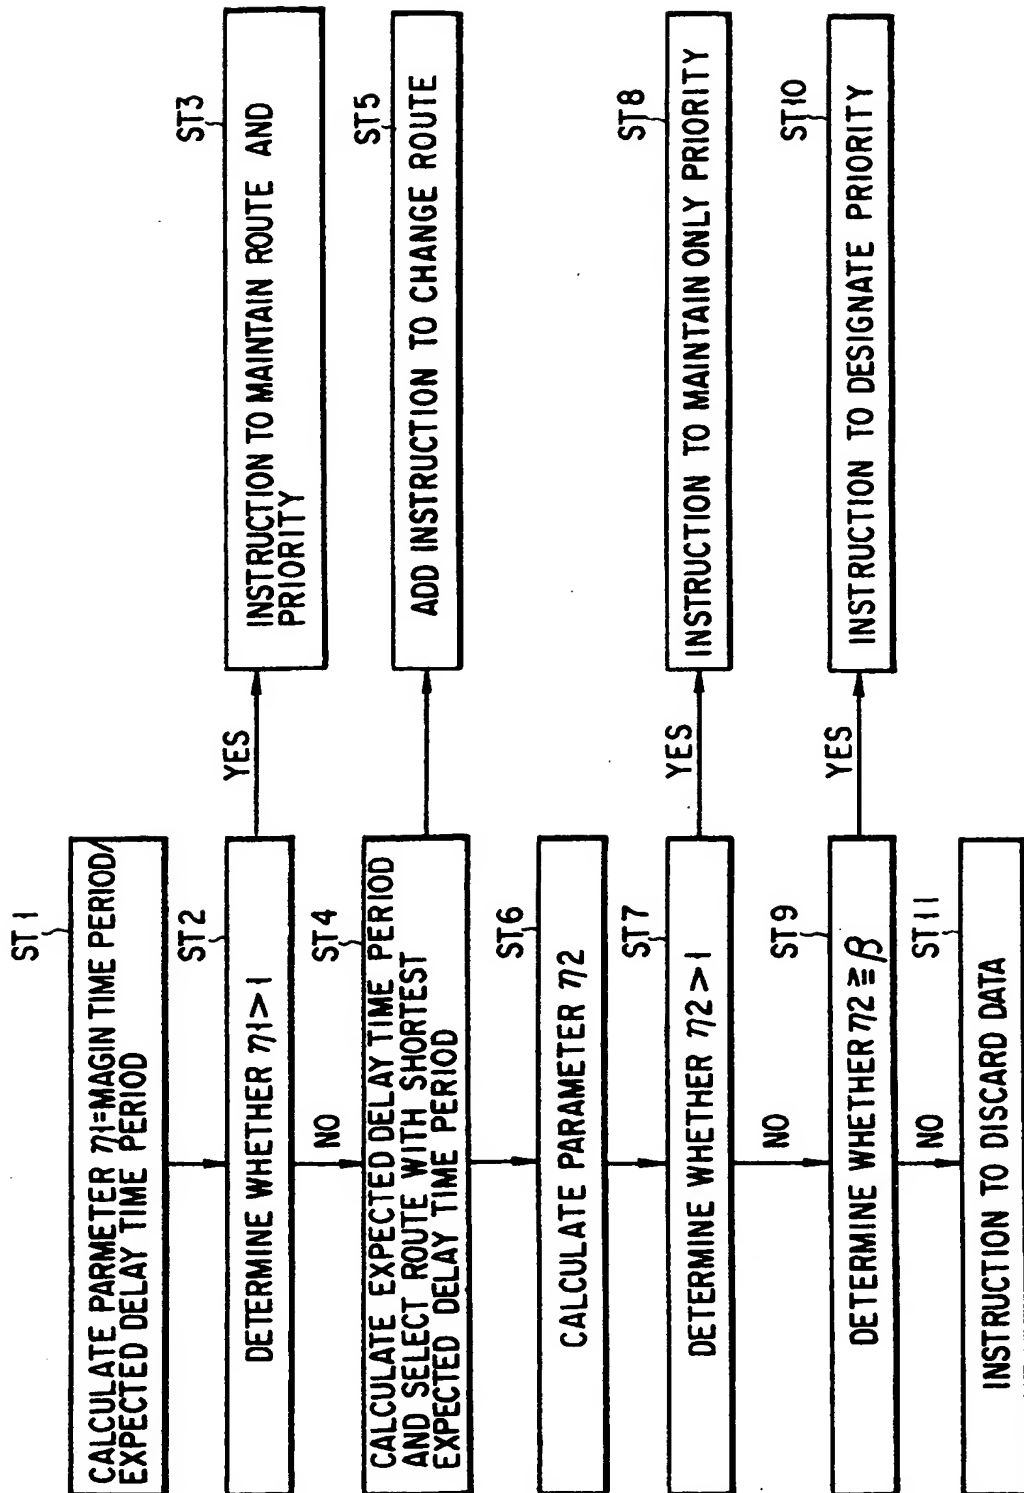 ST1
CALCULATE PARMETER η1=MAGIN TIME PERIOD/
EXPECTED DELAY TIME PERIOD
ST2
DETERMINE WHETHER η1>1
YES
ST3
INSTRUCTION TO MAINTAIN ROUTE AND
PRIORITY
NO
ST4
CALCULATE EXPECTED DELAY TIME PERIOD
AND SELECT ROUTE WITH SHORTEST
EXPECTED DELAY TIME PERIOD
ST5
ADD INSTRUCTION TO CHANGE ROUTE
ST6
CALCULATE PARAMETER η2
ST7
DETERMINE WHETHER η2>1
YES
ST8
INSTRUCTION TO MAINTAIN ONLY PRIORITY
NO
ST9
DETERMINE WHETHER η2≧β
YES
ST10
INSTRUCTION TO DESIGNATE PRIORITY
NO
ST11
INSTRUCTION TO DISCARD DATA